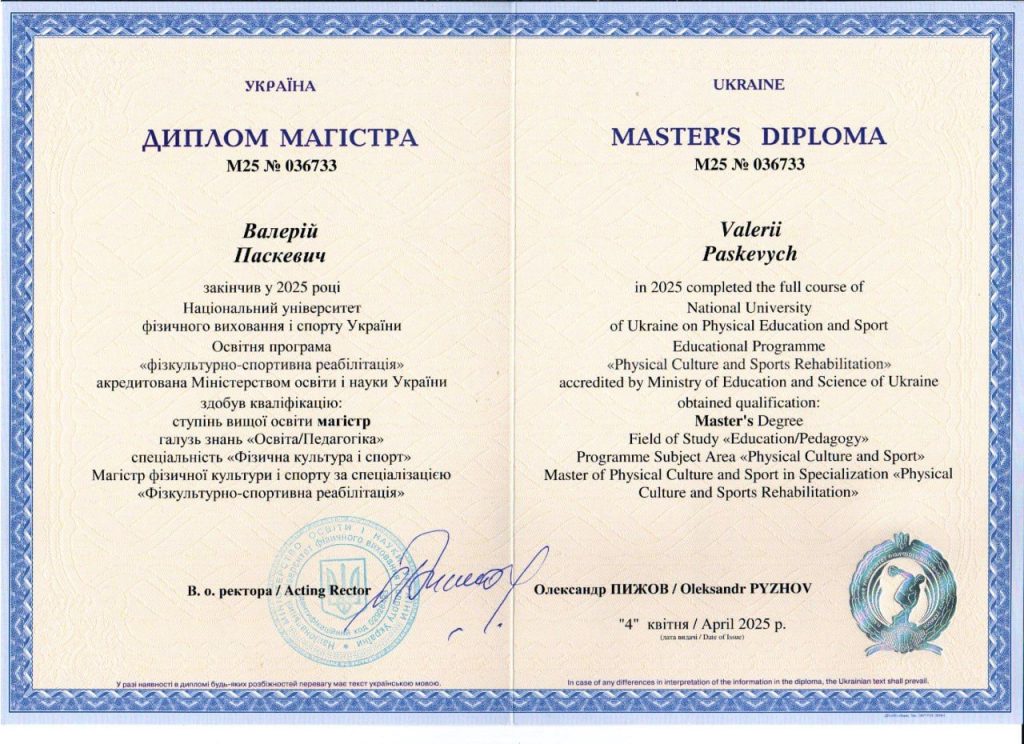 УКРАЇНА
ДИПЛОМ МАГІСТРА
М25 № 036733
Валерій
Паскевич
закінчив у 2025 році
Національний університет
фізичного виховання і спорту України
Освітня програма
«фізкультурно-спортивна реабілітація»
акредитована Міністерством освіти і науки України
здобув кваліфікацію:
ступінь вищої освіти магістр
галузь знань «Освіта/Педагогіка»
спеціальність «Фізична культура і спорт»
Магістр фізичної культури і спорту за спеціалізацією
«Фізкультурно-спортивна реабілітація»
В. о. ректора / Acting Rector
У разі наявності в дипломі будь-яких розбіжностей перевагу має текст українською мовою.
UKRAINE
MASTER'S DIPLOMA
М25 № 036733
Valerii
Paskevych
in 2025 completed the full course of
National University
of Ukraine on Physical Education and Sport
Educational Programme
«Physical Culture and Sports Rehabilitation»
accredited by Ministry of Education and Science of Ukraine
obtained qualification:
Master's Degree
Field of Study «Education/Pedagogy»
Programme Subject Area «Physical Culture and Sport»
Master of Physical Culture and Sport in Specialization «Physical
Culture and Sports Rehabilitation»
Олександр ПИЖОВ / Oleksandr PYZHOV
"4" квітня / April 2025 р.
(дата видачі / Date of Issue)
In case of any differences in interpretation of the information in the diploma, the Ukrainian text shall prevail.